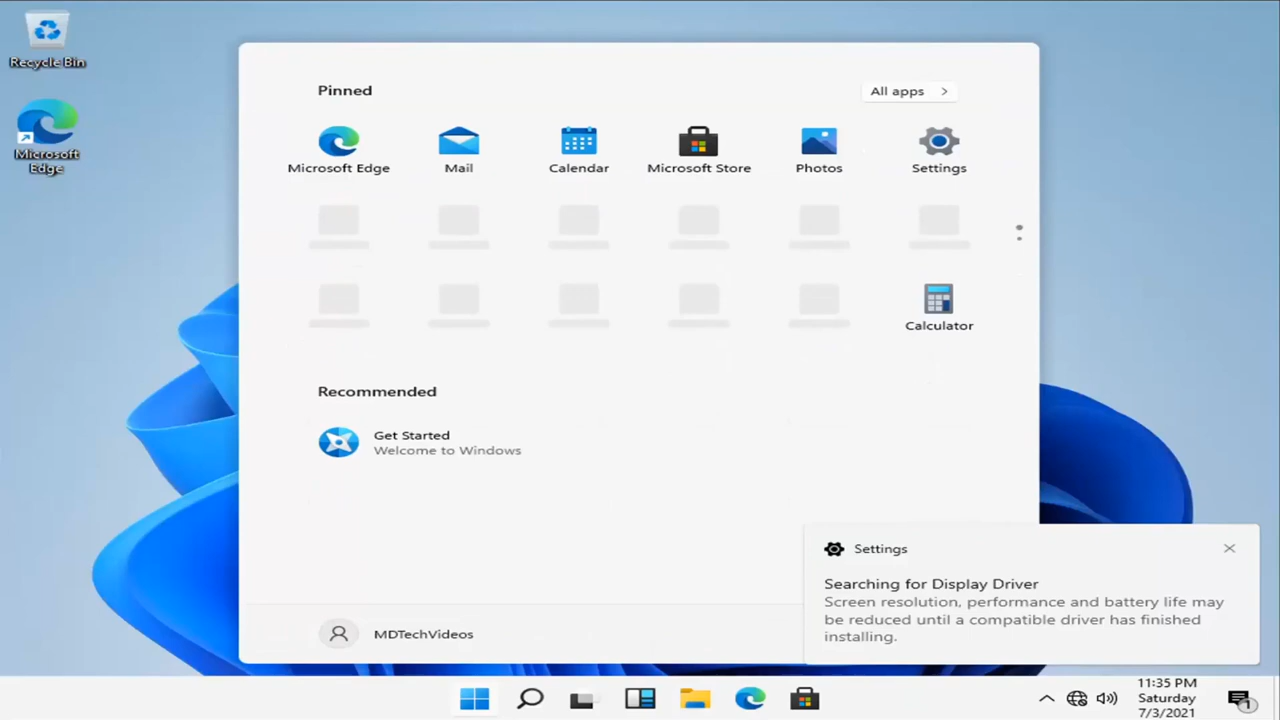 Recycle Bin
Microsoft
Edge
Pinned
All apps
Microsoft Edge
Mail
Calendar
Microsoft Store
Photos
Settings
Calculator
Recommended
Get Started
Welcome to Windows
MDTechVideos
Settings
Searching for Display Driver
Screen resolution, performance and battery life may
be reduced until a compatible driver has finished
installing.
11:35 PM
Saturday
7/3/2021
1